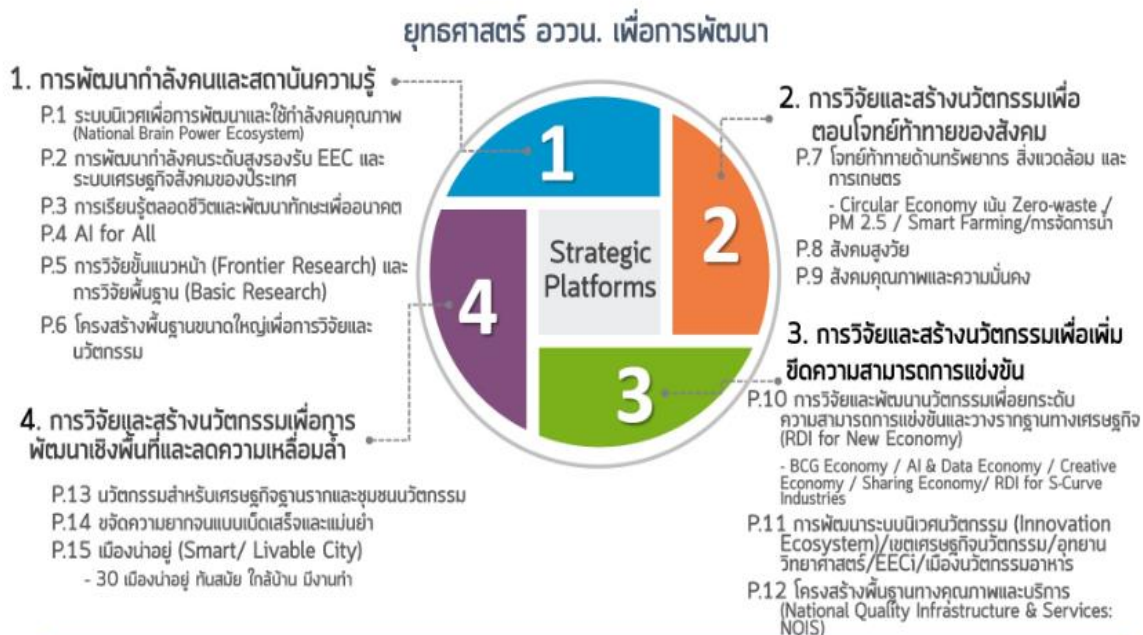 ยุทธศาสตร์ อววน. เพื่อการพัฒนา
1. การพัฒนากำลังคนและสถาบันความรู้
P.1 ระบบนิเวศเพื่อการพัฒนาและใช้กำลังคนคุณภาพ
(National Brain Power Ecosystem)
P.2 การพัฒนากำลังคนระดับสูงรองรับ EEC และ
ระบบเศรษฐกิจสังคมของประเทศ
P.3 การเรียนรู้ตลอดชีวิตและพัฒนาทักษะเพื่ออนาคต
P.4 AI for All
P.5 การวิจัยขั้นแนวหน้า (Frontier Research) และ
การวิจัยพื้นฐาน (Basic Research)
P.6 โครงสร้างพื้นฐานขนาดใหญ่เพื่อการวิจัยและ
นวัตกรรม
1
2
3
4
Strategic
Platforms
2. การวิจัยและสร้างนวัตกรรมเพื่อ
ตอบโจทย์ท้าทายของสังคม
P.7 โจทย์ท้าทายด้านทรัพยากร สิ่งแวดล้อม และ
การเกษตร
- Circular Economy เน้น Zero-waste /
PM 2.5 / Smart Farming/การจัดการน้ำ
P.8 สังคมสูงวัย
P.9 สังคมคุณภาพและความมั่นคง
3. การวิจัยและสร้างนวัตกรรมเพื่อเพิ่ม
ขีดความสามารถการแข่งขัน
P.10 การวิจัยและพัฒนานวัตกรรมเพื่อยกระดับ
ความสามารถการแข่งขันและวางรากฐานทางเศรษฐกิจ
(RDI for New Economy)
- BCG Economy / AI & Data Economy / Creative
Economy / Sharing Economy/ RDI for S-Curve
Industries
P.11 การพัฒนาระบบนิเวศนวัตกรรม (Innovation
Ecosystem)/เขตเศรษฐกิจนวัตกรรม/อุทยาน
วิทยาศาสตร์/EECi/เมืองนวัตกรรมอาหาร
P.12 โครงสร้างพื้นฐานทางคุณภาพและบริการ
(National Quality Infrastructure & Services:
NQIS)
4. การวิจัยและสร้างนวัตกรรมเพื่อการ
พัฒนาเชิงพื้นที่และลดความเหลื่อมล้ำ
P.13 นวัตกรรมสำหรับเศรษฐกิจฐานรากและชุมชนนวัตกรรม
P.14 ขจัดความยากจนแบบเบ็ดเสร็จและแม่นยำ
P.15 เมืองน่าอยู่ (Smart/ Livable City)
- 30 เมืองน่าอยู่ ทันสมัย ใกล้บ้าน มีงานทำ